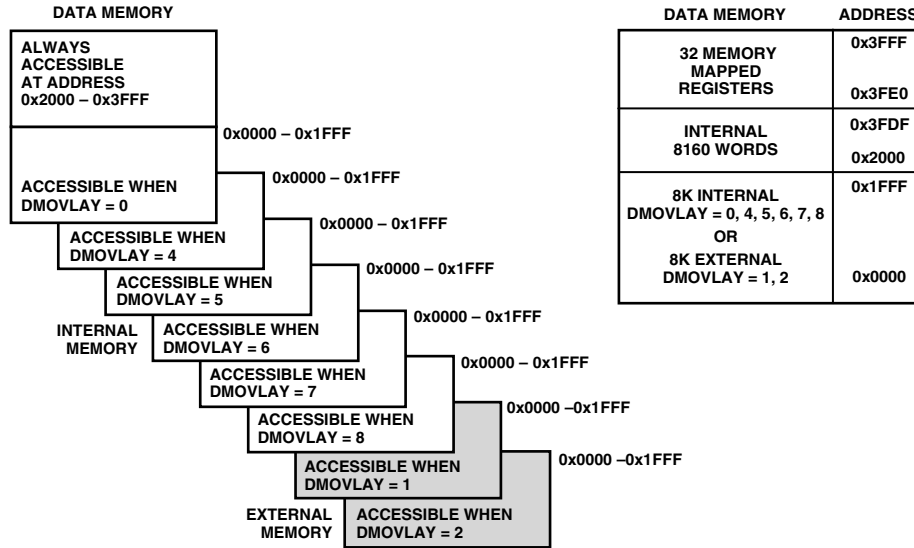 DATA MEMORY
ALWAYS
ACCESSIBLE
AT ADDRESS
0x2000 – 0x3FFF
0x0000 – 0x1FFF
ACCESSIBLE WHEN
DMOVLAY = 0
0x0000 – 0x1FFF
ACCESSIBLE WHEN
DMOVLAY = 4
0x0000 – 0x1FFF
ACCESSIBLE WHEN
DMOVLAY = 5
0x0000 – 0x1FFF
INTERNAL
MEMORY
ACCESSIBLE WHEN
DMOVLAY = 6
0x0000 – 0x1FFF
ACCESSIBLE WHEN
DMOVLAY = 7
0x0000 – 0x1FFF
ACCESSIBLE WHEN
DMOVLAY = 8
0x0000 –0x1FFF
ACCESSIBLE WHEN
DMOVLAY = 1
0x0000 –0x1FFF
EXTERNAL
MEMORY
ACCESSIBLE WHEN
DMOVLAY = 2
DATA MEMORY
ADDRESS
32 MEMORY
MAPPED
REGISTERS
0x3FFF
0x3FE0
INTERNAL
8160 WORDS
0x3FDF
0x2000
8K INTERNAL
DMOVLAY = 0, 4, 5, 6, 7, 8
OR
8K EXTERNAL
DMOVLAY = 1, 2
0x1FFF
0x0000